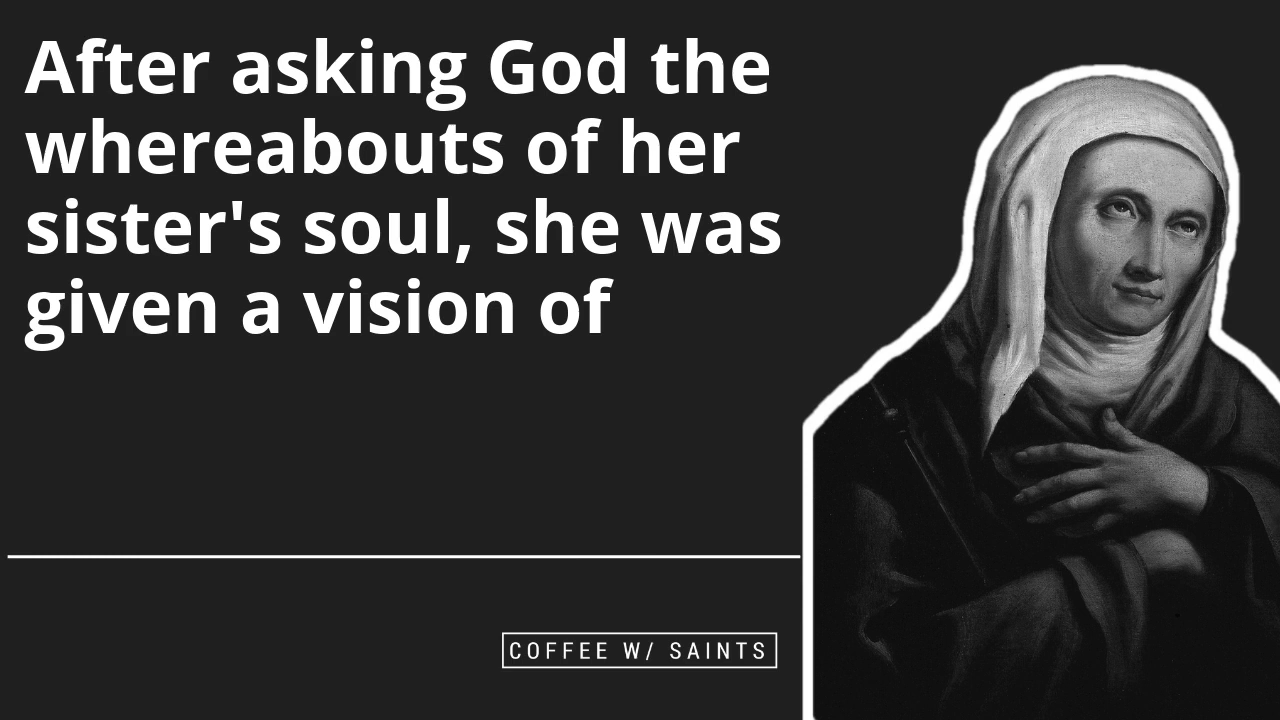 After asking God the
whereabouts of her
sister's soul, she was
given a vision of
COFFEE W/ SAINTS